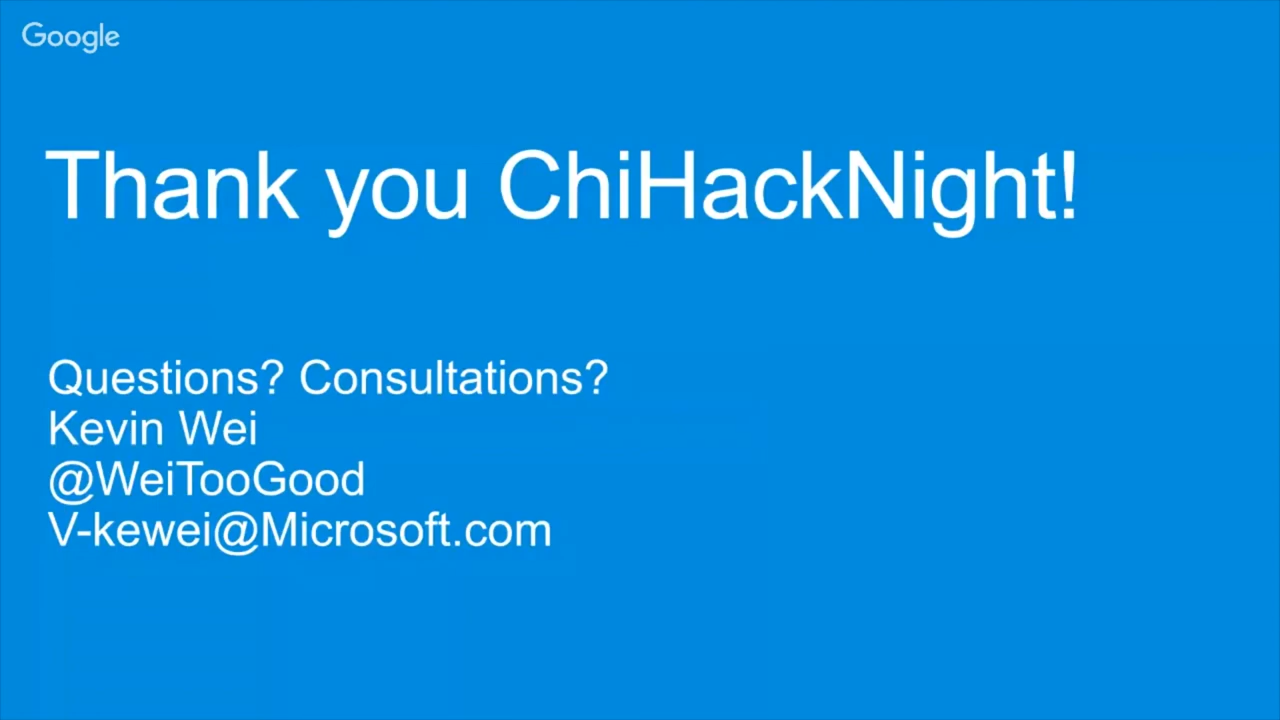 Google
Thank you ChiHackNight!
Questions? Consultations?
Kevin Wei
@WeiTooGood
V-kewei@Microsoft.com